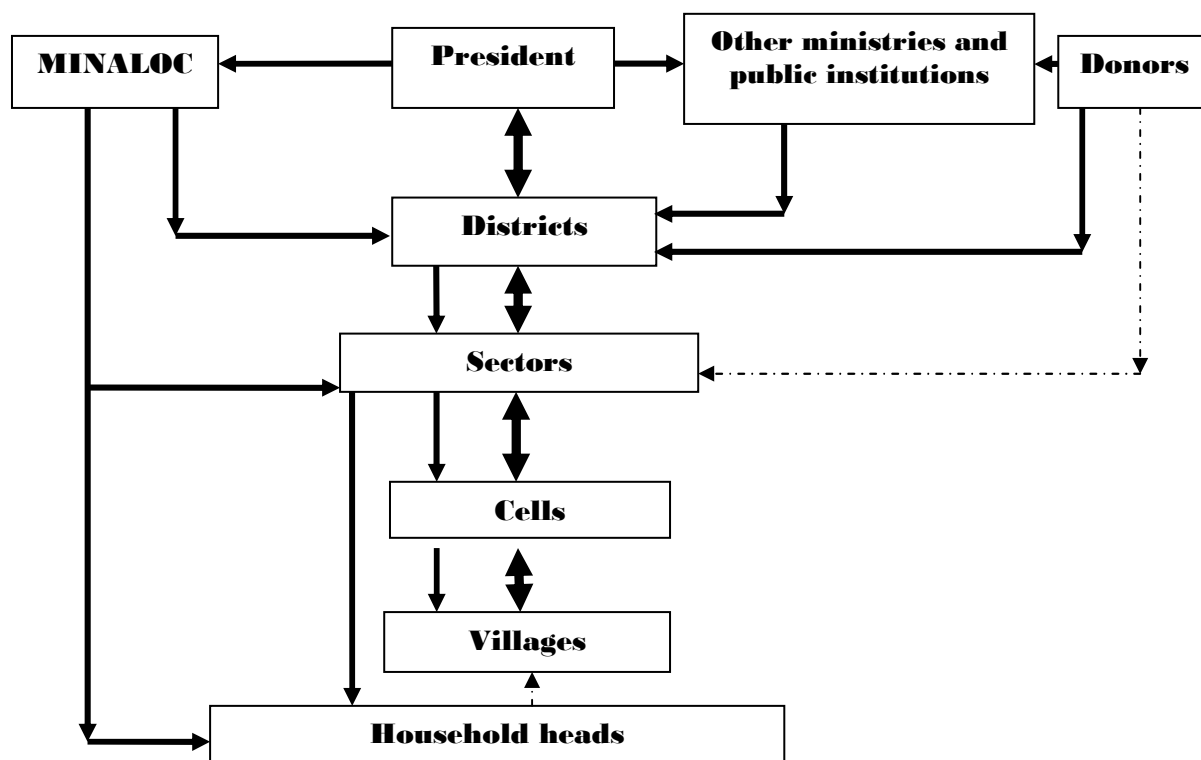 MINALOC
President
Other ministries and
public institutions
Donors
Districts
Sectors
Cells
Villages
Household heads